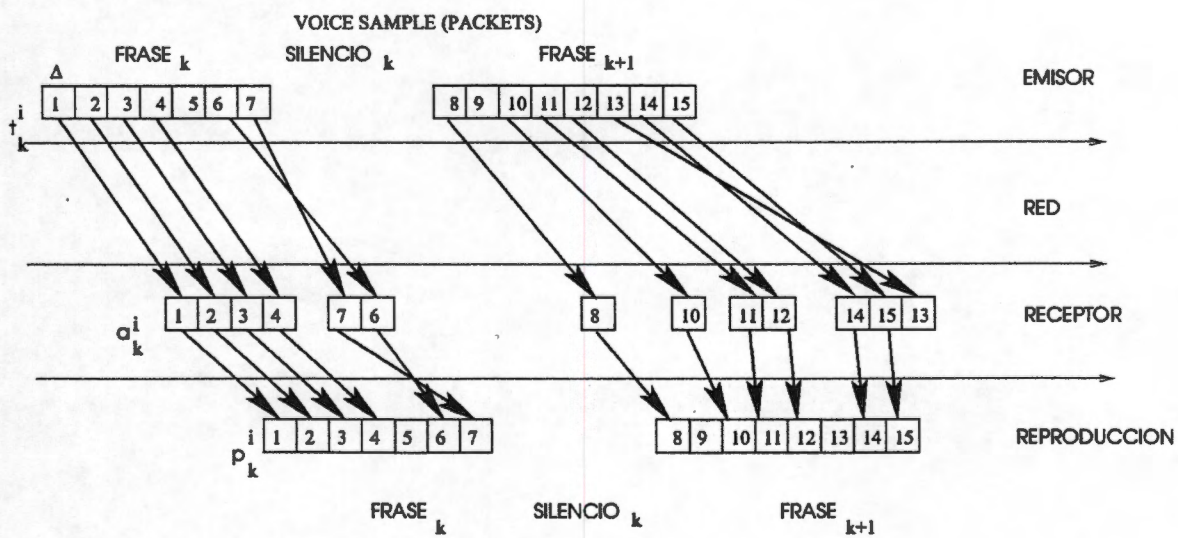 VOICE SAMPLE (PACKETS)
FRASE k SILENCIO k FRASE k+1
Δ
1 2 3 4 5 6 7 8 9 10 11 12 13 14 15 EMISOR
t i k
RED
1 2 3 4 7 6 8 10 11 12 14 15 13 RECEPTOR
a i k
1 2 3 4 5 6 7 8 9 10 11 12 13 14 15 REPRODUCCION
p i k
FRASE k SILENCIO k FRASE k+1